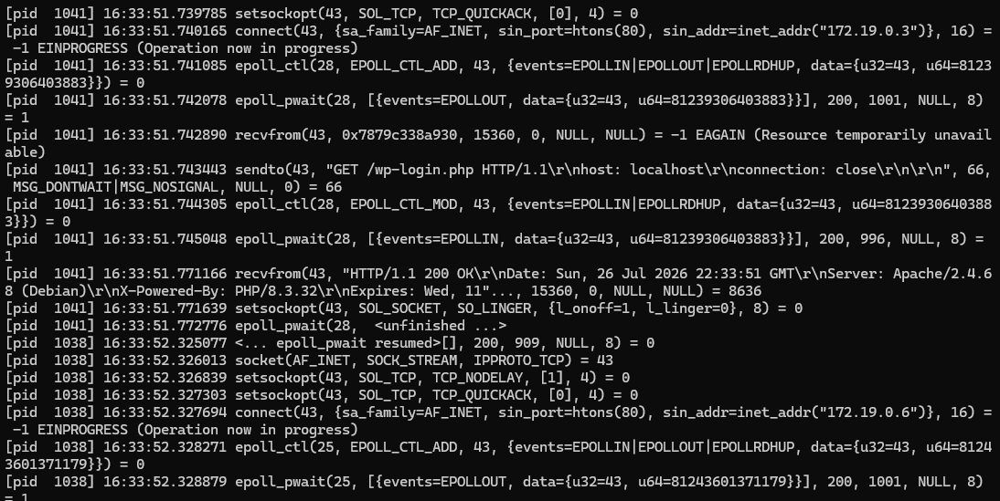 [pid  1041] 16:33:51.739785 setsockopt(43, SOL_TCP, TCP_QUICKACK, [0], 4) = 0
[pid  1041] 16:33:51.740165 connect(43, {sa_family=AF_INET, sin_port=htons(80), sin_addr=inet_addr("172.19.0.3")}, 16) =
 -1 EINPROGRESS (Operation now in progress)
[pid  1041] 16:33:51.741085 epoll_ctl(28, EPOLL_CTL_ADD, 43, {events=EPOLLIN|EPOLLOUT|EPOLLRDHUP, data={u32=43, u64=81239
306403883}}) = 0
[pid  1041] 16:33:51.742078 epoll_pwait(28, [{events=EPOLLOUT, data={u32=43, u64=81239306403883}}], 200, 1001, NULL, 8)
= 1
[pid  1041] 16:33:51.742890 recvfrom(43, 0x7879c338a930, 15360, 0, NULL, NULL) = -1 EAGAIN (Resource temporarily unavail
able)
[pid  1041] 16:33:51.743443 sendto(43, "GET /wp-login.php HTTP/1.1\r\nhost: localhost\r\nconnection: close\r\n\r\n", 66,
 MSG_DONTWAIT|MSG_NOSIGNAL, NULL, 0) = 66
[pid  1041] 16:33:51.744305 epoll_ctl(28, EPOLL_CTL_MOD, 43, {events=EPOLLIN|EPOLLRDHUP, data={u32=43, u64=8123930640388
3}}) = 0
[pid  1041] 16:33:51.745048 epoll_pwait(28, [{events=EPOLLIN, data={u32=43, u64=81239306403883}}], 200, 996, NULL, 8) =
1
[pid  1041] 16:33:51.771166 recvfrom(43, "HTTP/1.1 200 OK\r\nDate: Sun, 26 Jul 2026 22:33:51 GMT\r\nServer: Apache/2.4.6
8 (Debian)\r\nX-Powered-By: PHP/8.3.32\r\nExpires: Wed, 11"..., 15360, 0, NULL, NULL) = 8636
[pid  1041] 16:33:51.771639 setsockopt(43, SOL_SOCKET, SO_LINGER, {l_onoff=1, l_linger=0}, 8) = 0
[pid  1041] 16:33:51.772776 epoll_pwait(28,  <unfinished ...>
[pid  1038] 16:33:52.325077 <... epoll_pwait resumed>[], 200, 909, NULL, 8) = 0
[pid  1038] 16:33:52.326013 socket(AF_INET, SOCK_STREAM, IPPROTO_TCP) = 43
[pid  1038] 16:33:52.326839 setsockopt(43, SOL_TCP, TCP_NODELAY, [1], 4) = 0
[pid  1038] 16:33:52.327303 setsockopt(43, SOL_TCP, TCP_QUICKACK, [0], 4) = 0
[pid  1038] 16:33:52.327694 connect(43, {sa_family=AF_INET, sin_port=htons(80), sin_addr=inet_addr("172.19.0.6")}, 16) =
 -1 EINPROGRESS (Operation now in progress)
[pid  1038] 16:33:52.328271 epoll_ctl(25, EPOLL_CTL_ADD, 43, {events=EPOLLIN|EPOLLOUT|EPOLLRDHUP, data={u32=43, u64=81243
601371179}}) = 0
[pid  1038] 16:33:52.328879 epoll_pwait(25, [{events=EPOLLOUT, data={u32=43, u64=81243601371179}}], 200, 1001, NULL, 8)
= 1